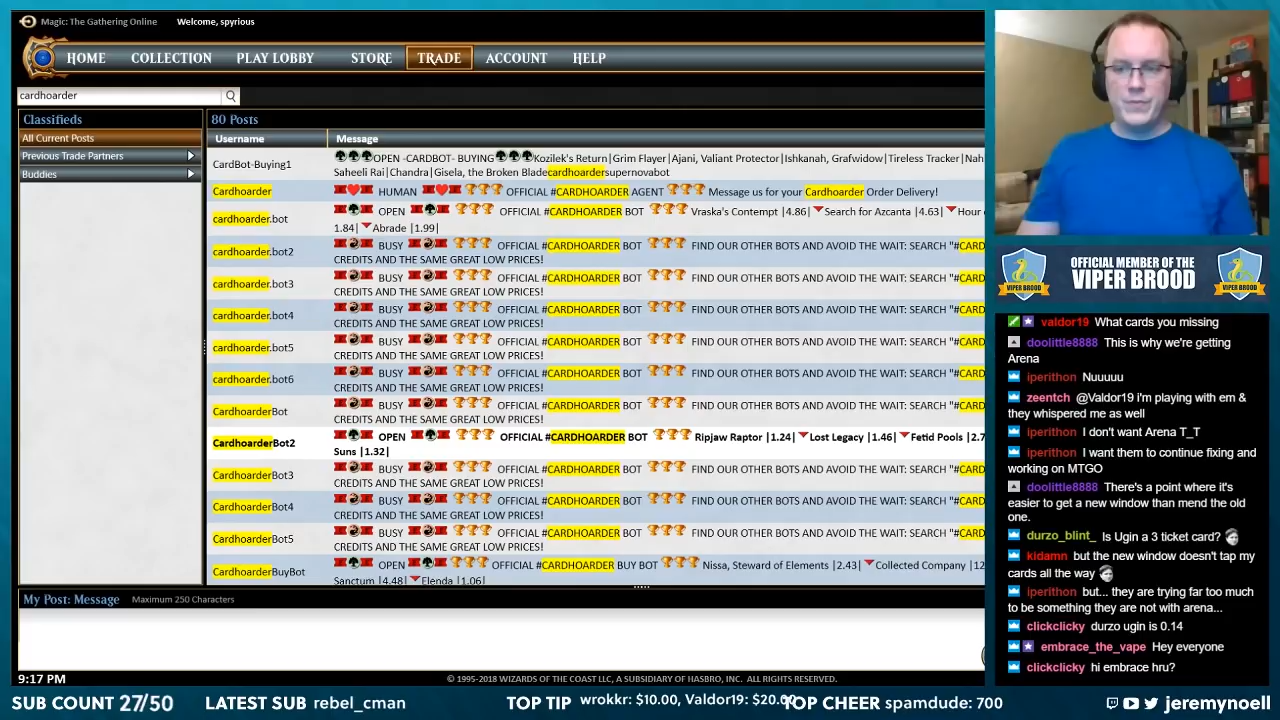 Magic: The Gathering Online Welcome, spyrious
HOME COLLECTION PLAY LOBBY STORE TRADE ACCOUNT HELP
cardhoarder
Classifieds
All Current Posts
Previous Trade Partners
Buddies
80 Posts
Username Message
CardBot-Buying1 OPEN -CARDBOT- BUYING Kozilek's Return|Grim Flayer|Ajani, Valiant Protector|Ishkanah, Grafwidow|Tireless Tracker|Nah
Saheeli Rai|Chandra|Gisela, the Broken Bladecardhoardersupernovabot
Cardhoarder HUMAN OFFICIAL #CARDHOARDER AGENT Message us for your Cardhoarder Order Delivery!
cardhoarder.bot OPEN OFFICIAL #CARDHOARDER BOT Vraska's Contempt |4.86| Search for Azcanta |4.63| Hour
1.84| Abrade |1.99|
cardhoarder.bot2 BUSY OFFICIAL #CARDHOARDER BOT FIND OUR OTHER BOTS AND AVOID THE WAIT: SEARCH "#CARD
CREDITS AND THE SAME GREAT LOW PRICES!
cardhoarder.bot3 BUSY OFFICIAL #CARDHOARDER BOT FIND OUR OTHER BOTS AND AVOID THE WAIT: SEARCH "#CARD
CREDITS AND THE SAME GREAT LOW PRICES!
cardhoarder.bot4 BUSY OFFICIAL #CARDHOARDER BOT FIND OUR OTHER BOTS AND AVOID THE WAIT: SEARCH "#CARD
CREDITS AND THE SAME GREAT LOW PRICES!
cardhoarder.bot5 BUSY OFFICIAL #CARDHOARDER BOT FIND OUR OTHER BOTS AND AVOID THE WAIT: SEARCH "#CARD
CREDITS AND THE SAME GREAT LOW PRICES!
cardhoarder.bot6 BUSY OFFICIAL #CARDHOARDER BOT FIND OUR OTHER BOTS AND AVOID THE WAIT: SEARCH "#CARD
CREDITS AND THE SAME GREAT LOW PRICES!
CardhoarderBot BUSY OFFICIAL #CARDHOARDER BOT FIND OUR OTHER BOTS AND AVOID THE WAIT: SEARCH "#CARD
CREDITS AND THE SAME GREAT LOW PRICES!
CardhoarderBot2 OPEN OFFICIAL #CARDHOARDER BOT Ripjaw Raptor |1.24| Lost Legacy |1.46| Fetid Pools |2.7
Suns |1.32|
CardhoarderBot3 BUSY OFFICIAL #CARDHOARDER BOT FIND OUR OTHER BOTS AND AVOID THE WAIT: SEARCH "#CARD
CREDITS AND THE SAME GREAT LOW PRICES!
CardhoarderBot4 BUSY OFFICIAL #CARDHOARDER BOT FIND OUR OTHER BOTS AND AVOID THE WAIT: SEARCH "#CARD
CREDITS AND THE SAME GREAT LOW PRICES!
CardhoarderBot5 BUSY OFFICIAL #CARDHOARDER BOT FIND OUR OTHER BOTS AND AVOID THE WAIT: SEARCH "#CARD
CREDITS AND THE SAME GREAT LOW PRICES!
CardhoarderBuyBot OPEN OFFICIAL #CARDHOARDER BUY BOT Nissa, Steward of Elements |2.43| Collected Company |12
Sanctum |4.48| Elenda |1.06|
My Post: Message Maximum 250 Characters
9:17 PM © 1995-2018 WIZARDS OF THE COAST LLC, A SUBSIDIARY OF HASBRO, INC. ALL RIGHTS RESERVED.
OFFICIAL MEMBER OF THE
VIPER BROOD
valdor19 What cards you missing
doolittle8888 This is why we're getting
Arena
iperithon Nuuuuu
zeentch @Valdor19 i'm playing with em &
they whispered me as well
iperithon I don't want Arena T_T
iperithon I want them to continue fixing and
working on MTGO
doolittle8888 There's a point where it's
easier to get a new window than mend the old
one.
durzo_blint_ Is Ugin a 3 ticket card?
kidamn but the new window doesn't tap my
cards all the way
iperithon but... they are trying far too much
to be something they are not with arena...
clickclicky durzo ugin is 0.14
embrace_the_vape Hey everyone
clickclicky hi embrace hru?
SUB COUNT 27/50 LATEST SUB rebel_cman TOP TIP wrokkr: $10.00, Valdor19: $20.00 TOP CHEER spamdude: 700 jeremynoell